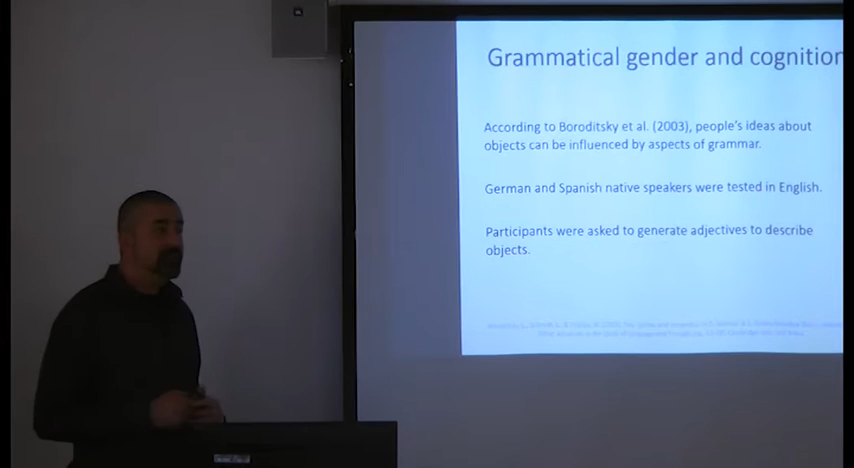 Grammatical gender and cognition
According to Boroditsky et al. (2003), people's ideas about
objects can be influenced by aspects of grammar.
German and Spanish native speakers were tested in English.
Participants were asked to generate adjectives to describe
objects.